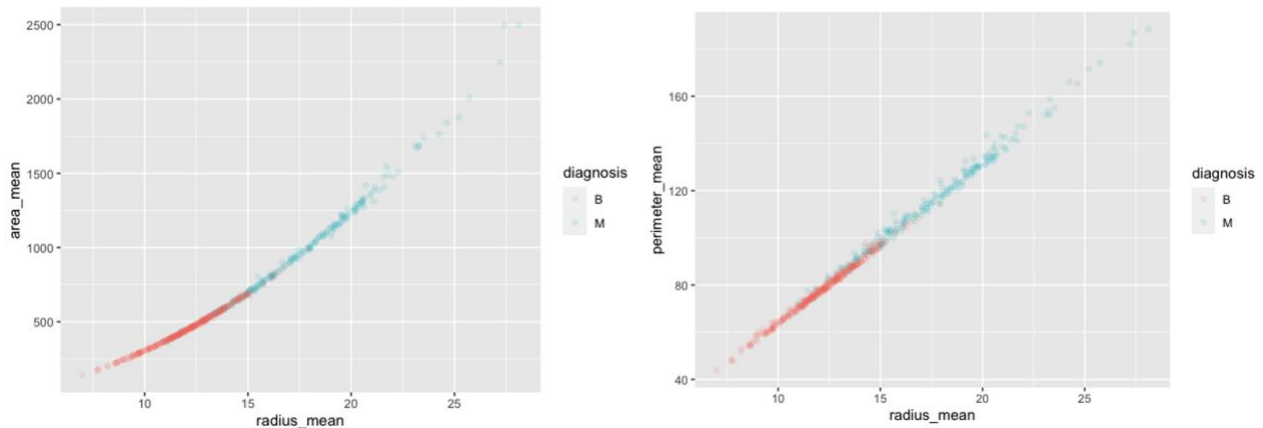 2500
2000
1500
1000
500
area_mean
10 15 20 25
radius_mean
diagnosis
B
M
160
120
80
40
perimeter_mean
10 15 20 25
radius_mean
diagnosis
B
M